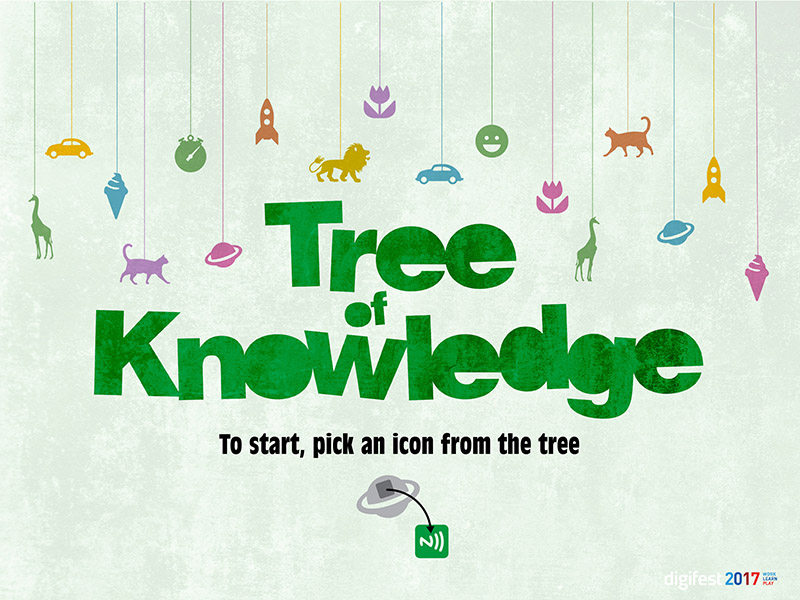 Tree
of
Knowledge
To start, pick an icon from the tree
digifest 2017 WORK
LEARN
PLAY